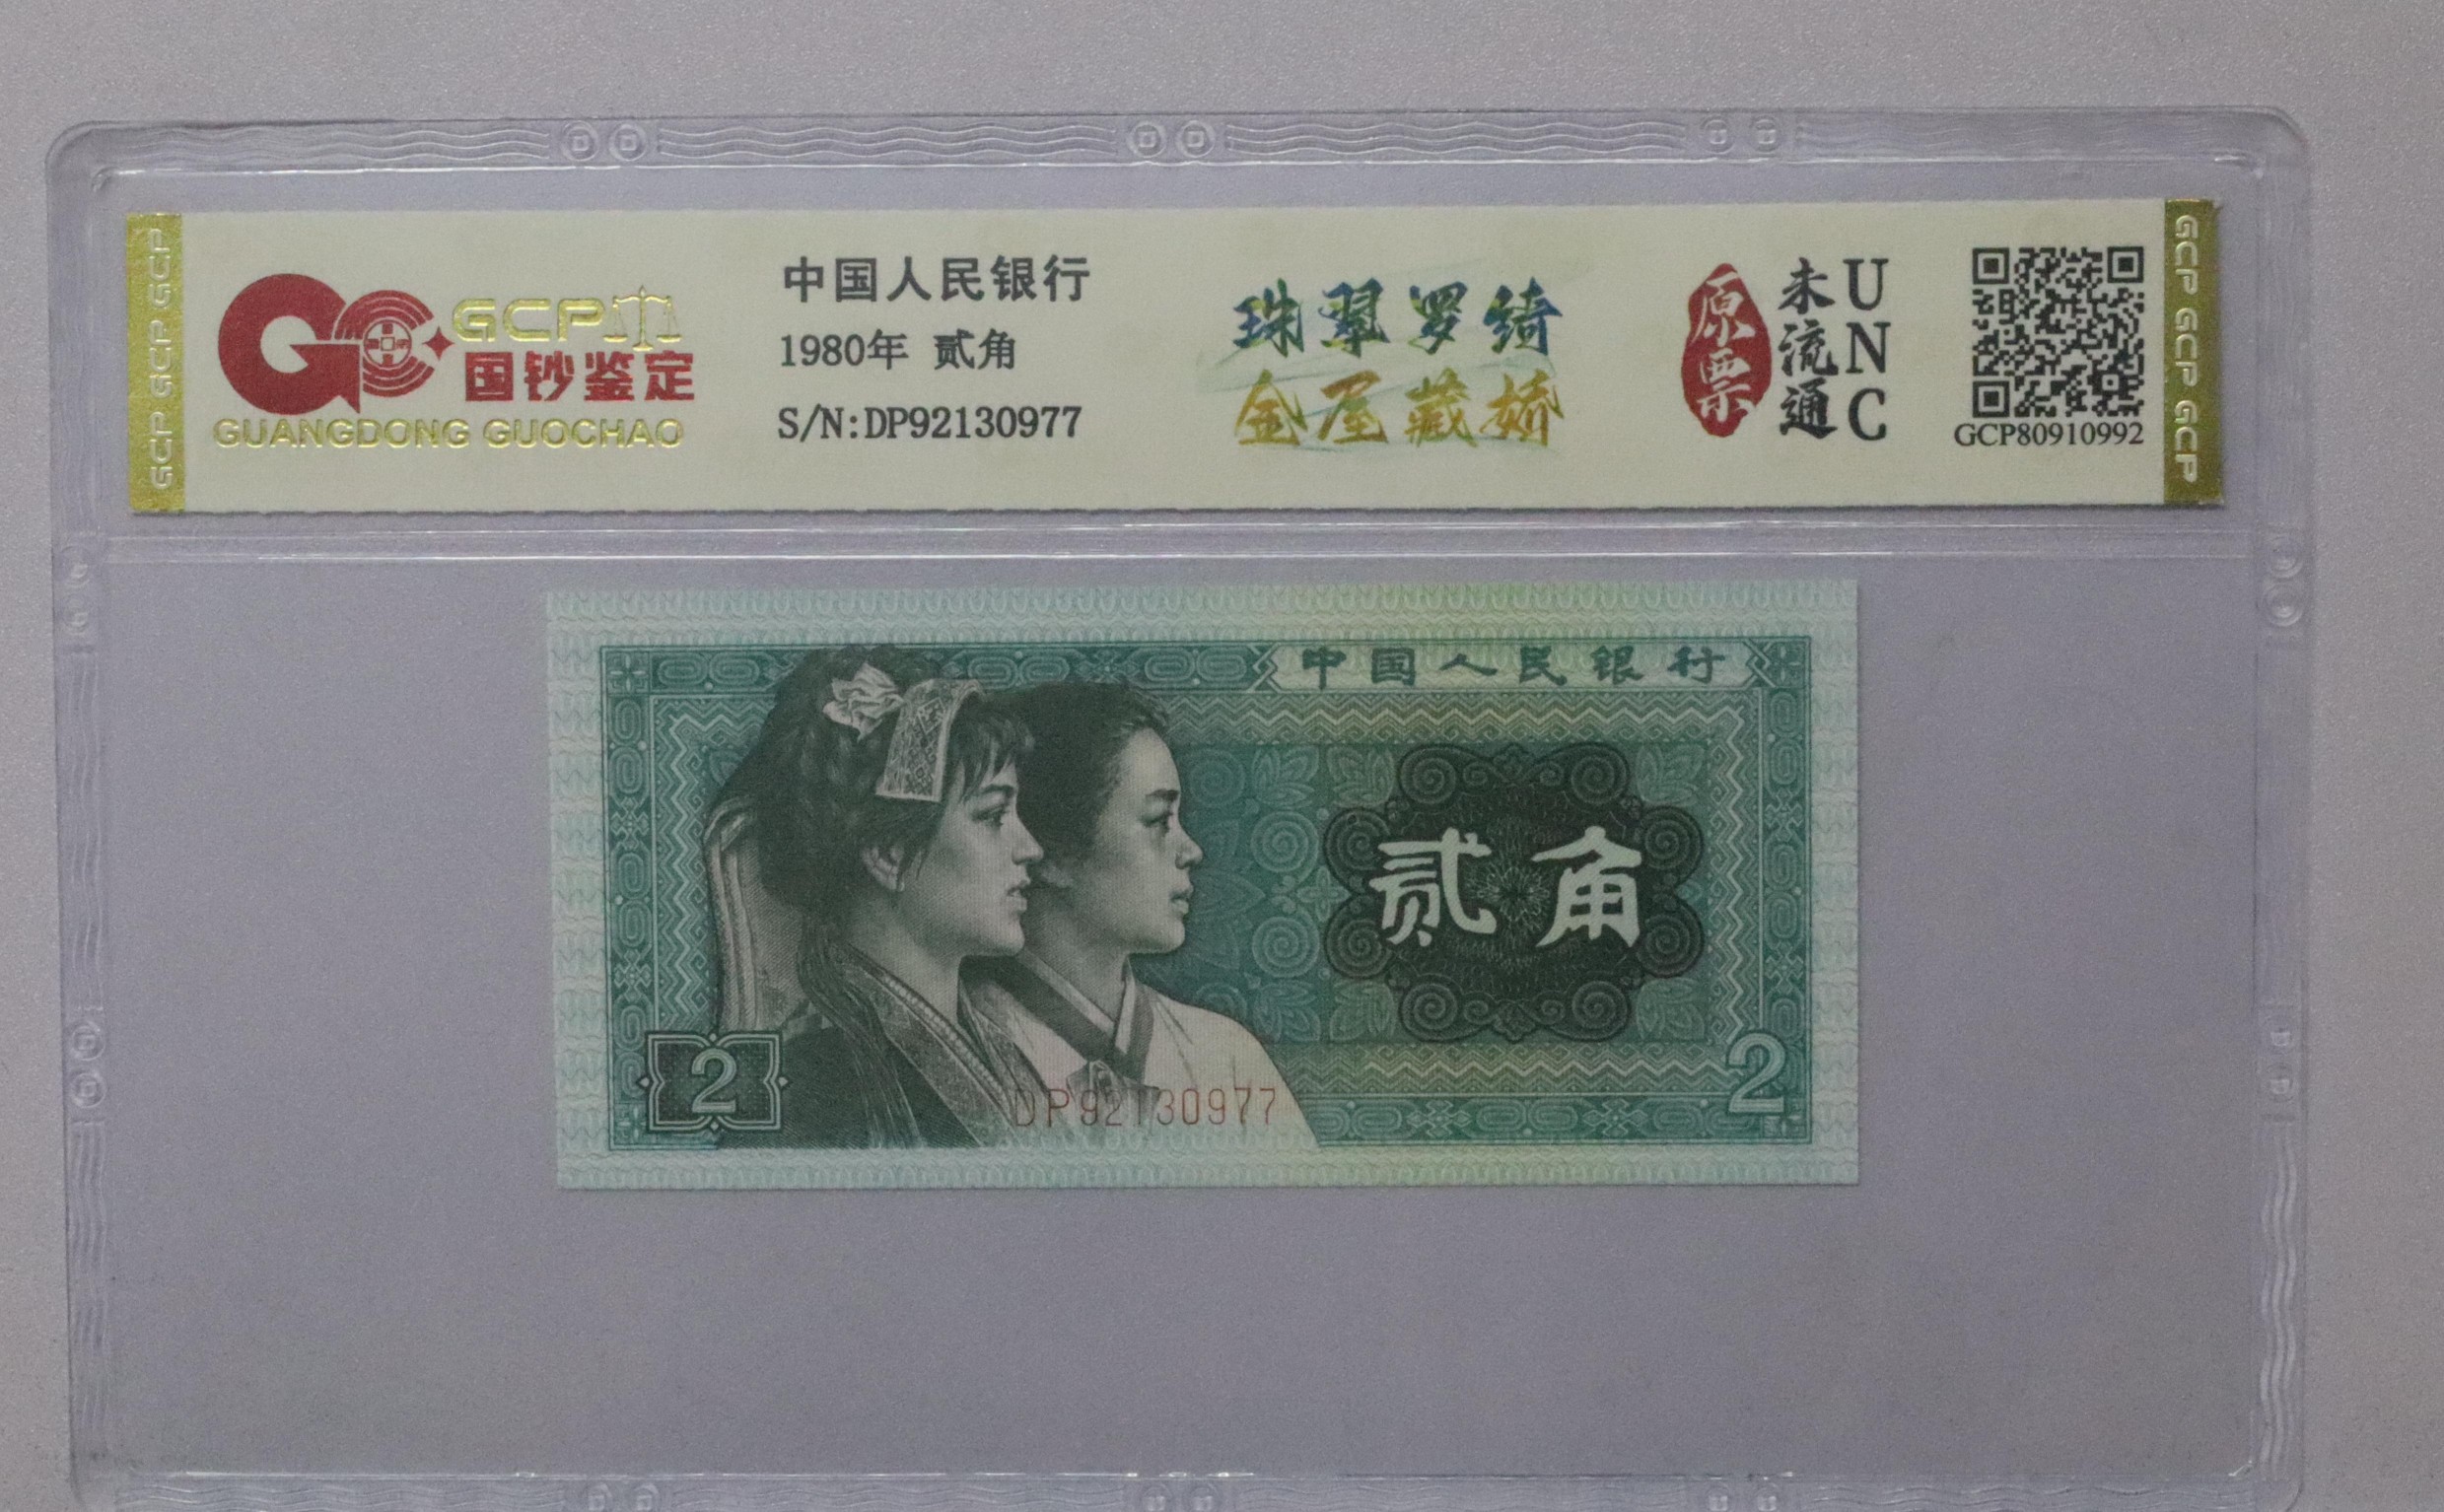 GCP GCP GCP
GCP
国钞鉴定
GUANGDONG GUOCHAO
中国人民银行
1980年 贰角
S/N:DP92130977
珠翠罗绮
金屋藏娇
原票
未流通
UNC
GCP80910992
GCP GCP GCP GCP
中国人民银行
贰角
2
DP92130977
2